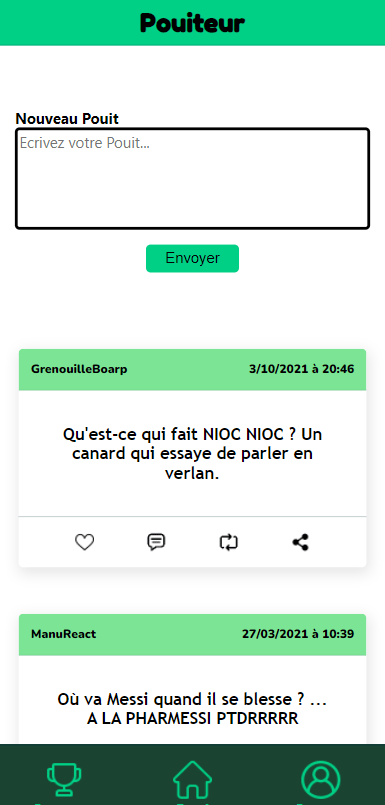 Pouiteur
Nouveau Pouit
Ecrivez votre Pouit...
Envoyer
GrenouilleBoarp 3/10/2021 à 20:46
Qu'est-ce qui fait NIOC NIOC ? Un
canard qui essaye de parler en
verlan.
ManuReact 27/03/2021 à 10:39
Où va Messi quand il se blesse ? ...
A LA PHARMESSI PTDRRRRR